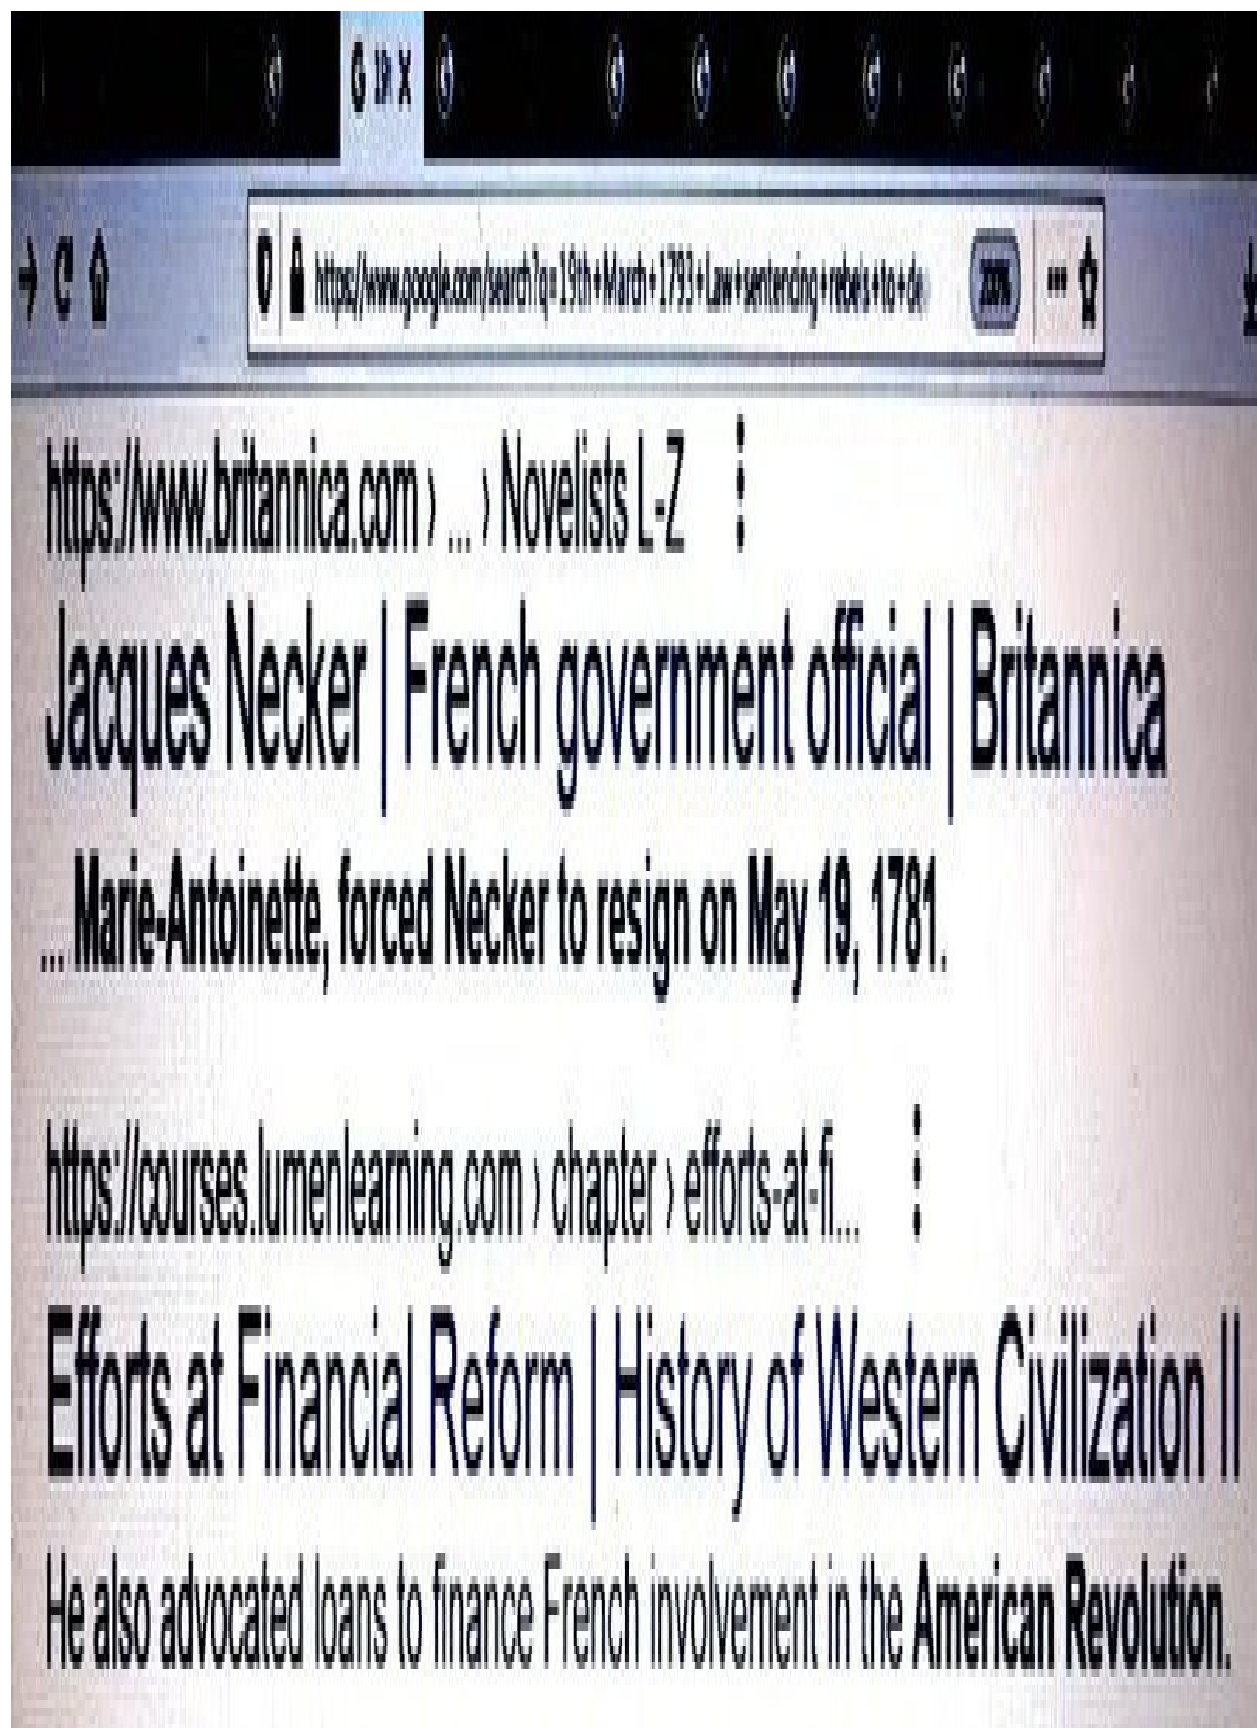 G 19 X
https://www.google.com/search?q=19th+March+1793+Law+sentencing+rebels+to+de
200%
https://www.britannica.com › ... › Novelists L-Z
Jacques Necker | French government official | Britannica
... Marie-Antoinette, forced Necker to resign on May 19, 1781.
https://courses.lumenlearning.com › chapter › efforts-at-fi...
Efforts at Financial Reform | History of Western Civilization II
He also advocated loans to finance French involvement in the American Revolution.